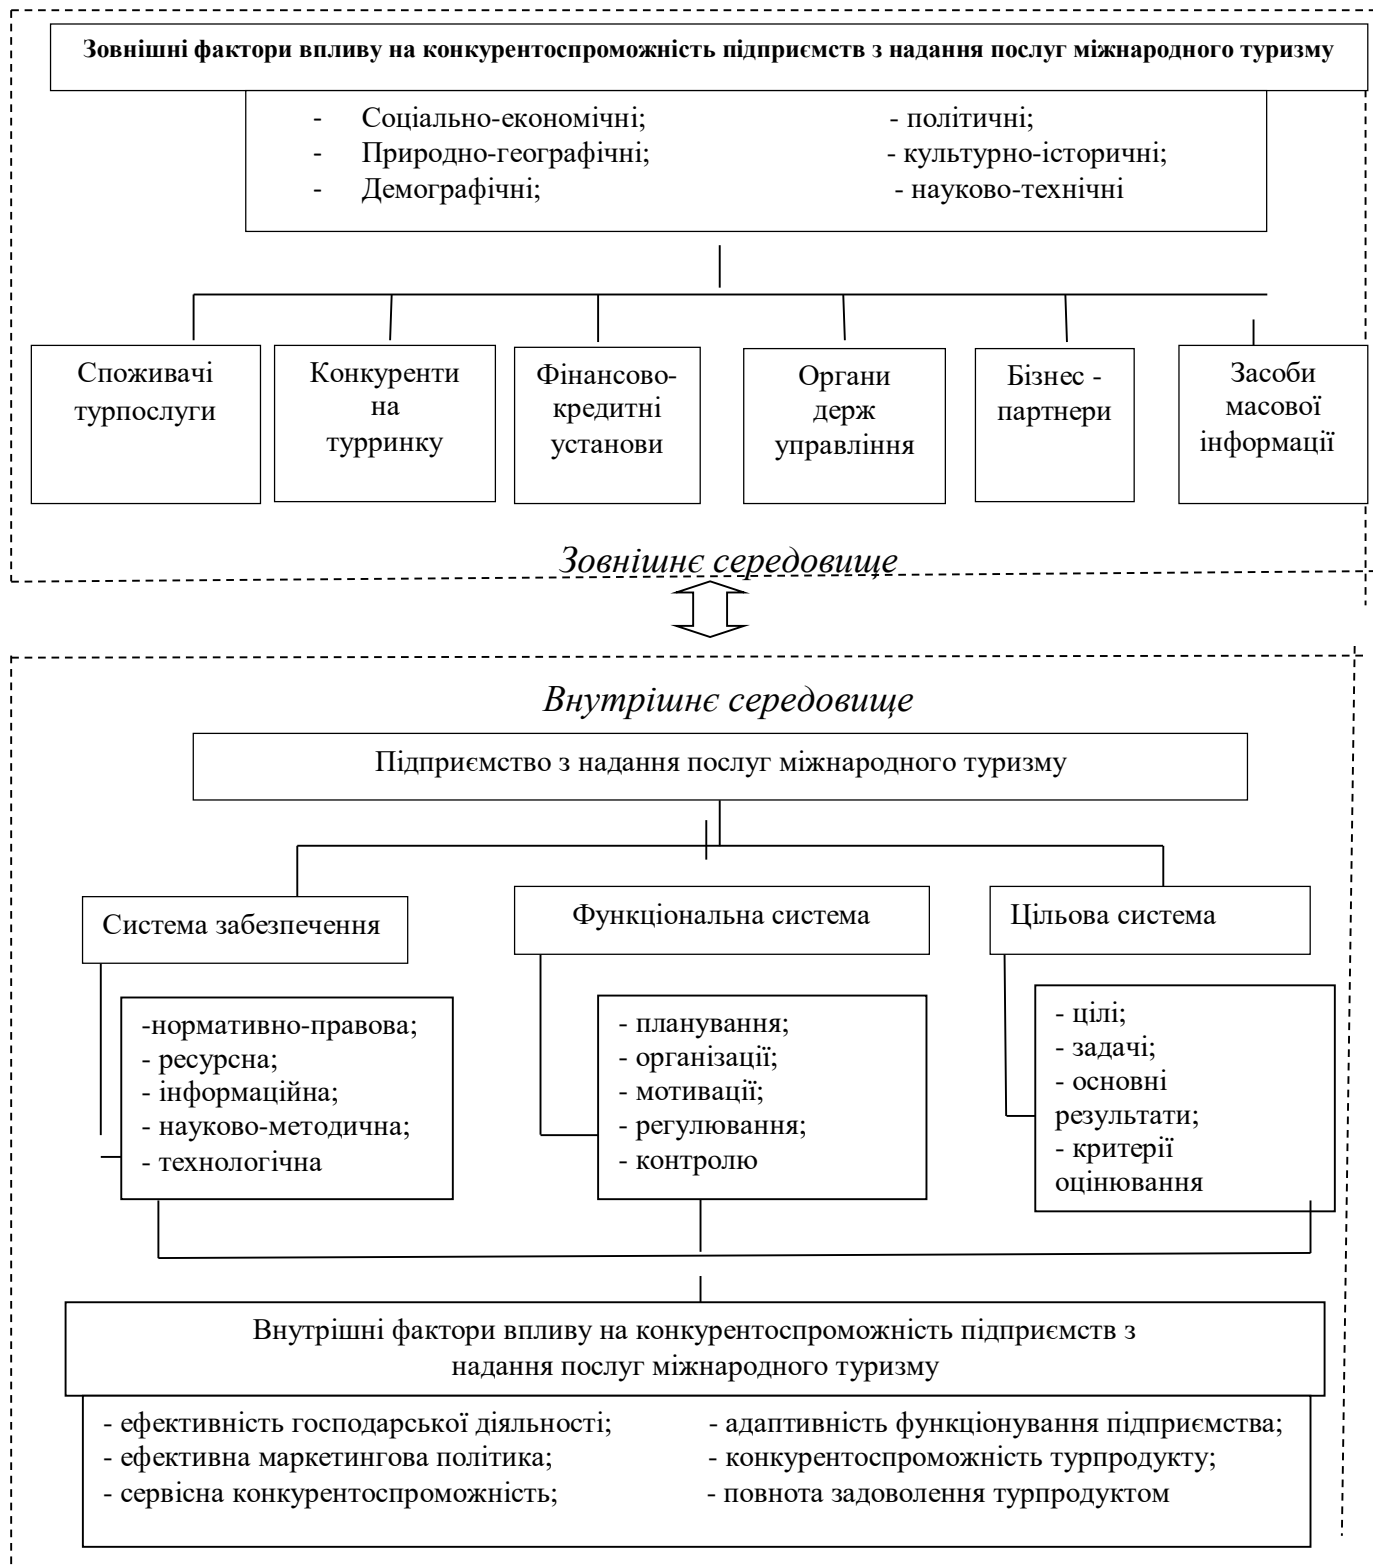 Зовнішні фактори впливу на конкурентоспроможність підприємств з надання послуг міжнародного туризму
- Соціально-економічні;
- Природно-географічні;
- Демографічні;
- політичні;
- культурно-історичні;
- науково-технічні
Споживачі
турпослуги
Конкуренти
на
турринку
Фінансово-
кредитні
установи
Органи
держ
управління
Бізнес -
партнери
Засоби
масової
інформації
Зовнішнє середовище
Внутрішнє середовище
Підприємство з надання послуг міжнародного туризму
Система забезпечення
-нормативно-правова;
- ресурсна;
- інформаційна;
- науково-методична;
- технологічна
Функціональна система
- планування;
- організації;
- мотивації;
- регулювання;
- контролю
Цільова система
- цілі;
- задачі;
- основні
результати;
- критерії
оцінювання
Внутрішні фактори впливу на конкурентоспроможність підприємств з
надання послуг міжнародного туризму
- ефективність господарської діяльності;
- ефективна маркетингова політика;
- сервісна конкурентоспроможність;
- адаптивність функціонування підприємства;
- конкурентоспроможність турпродукту;
- повнота задоволення турпродуктом